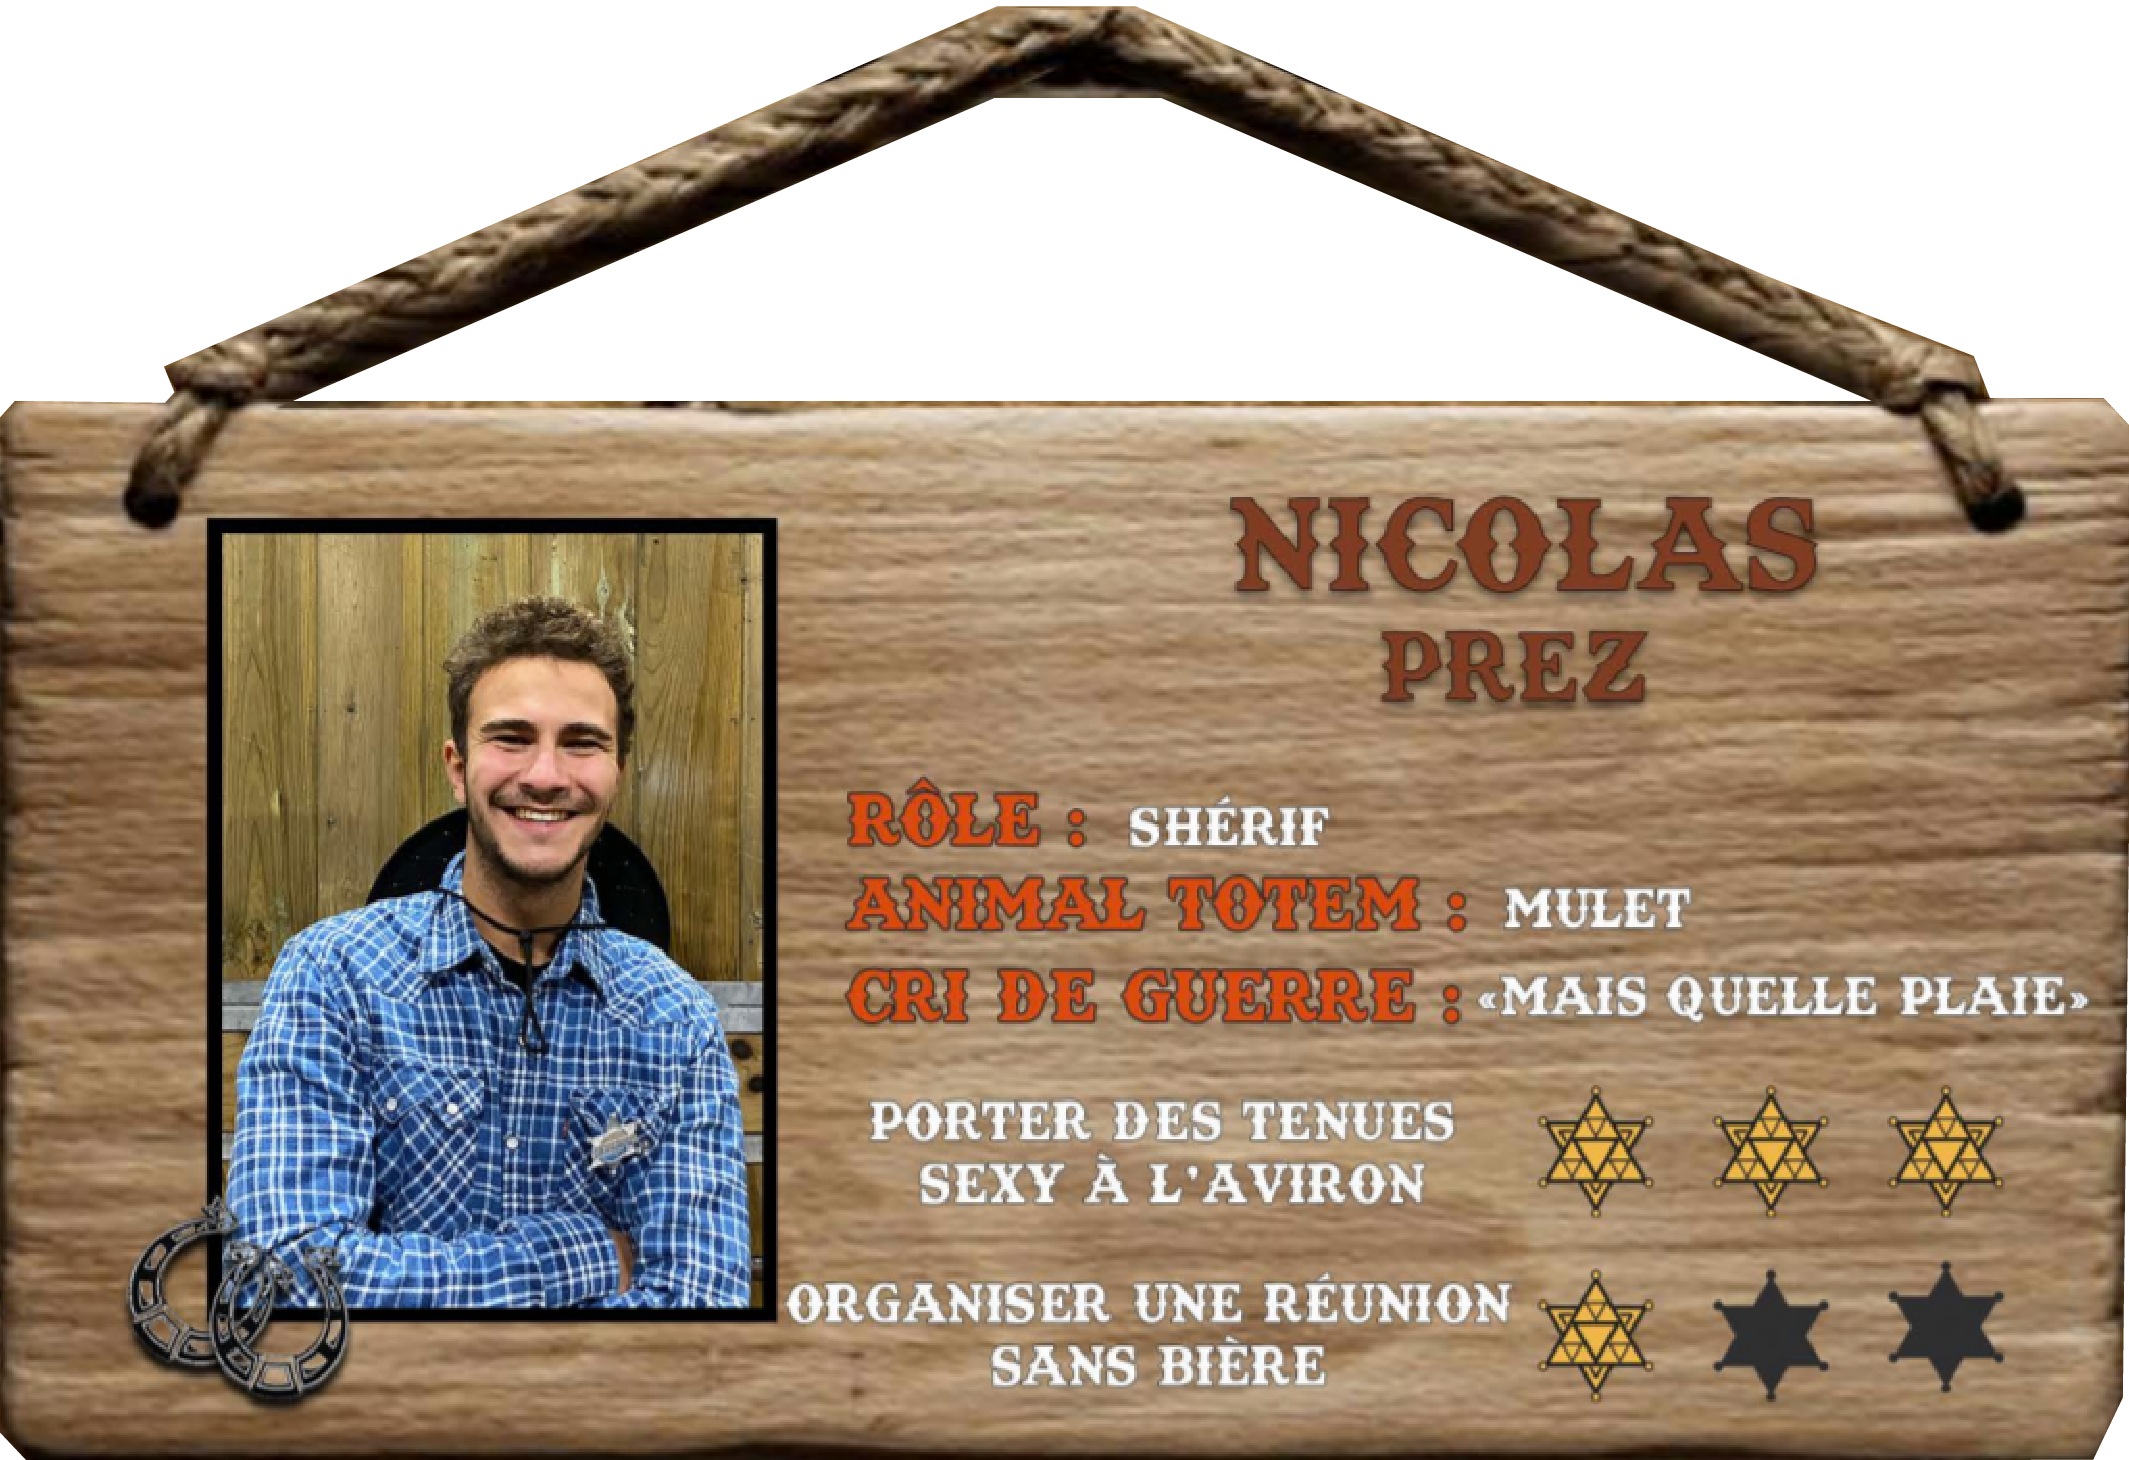 NICOLAS
PREZ
RÔLE : SHÉRIF
ANIMAL TOTEM : MULET
CRI DE GUERRE : «MAIS QUELLE PLAIE»
PORTER DES TENUES
SEXY À L'AVIRON
ORGANISER UNE RÉUNION
SANS BIÈRE